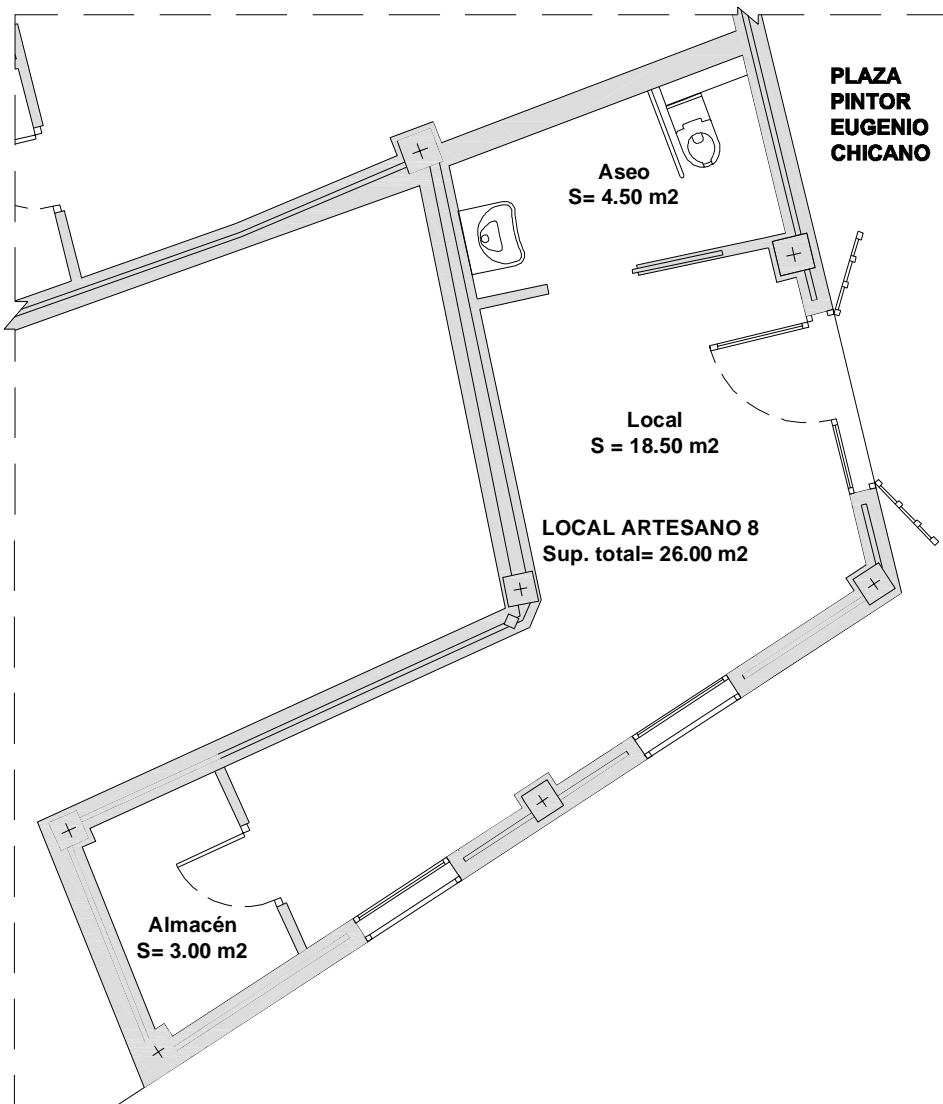 PLAZA
PINTOR
EUGENIO
CHICANO
Aseo
S= 4.50 m2
Local
S = 18.50 m2
LOCAL ARTESANO 8
Sup. total= 26.00 m2
Almacén
S= 3.00 m2